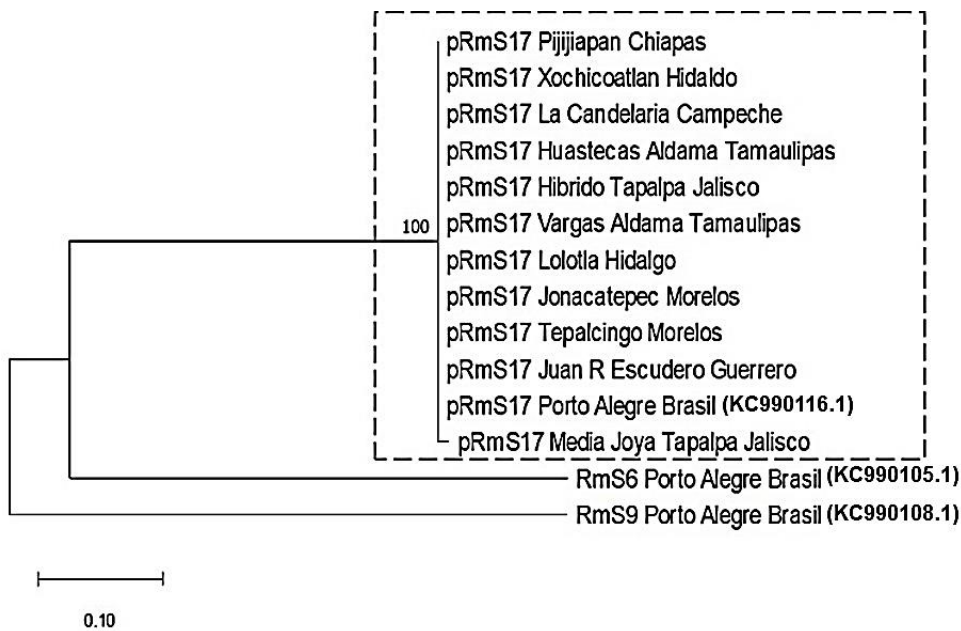 pRmS17 Pijijiapan Chiapas
pRmS17 Xochicoatlan Hidaldo
pRmS17 La Candelaria Campeche
pRmS17 Huastecas Aldama Tamaulipas
pRmS17 Hibrido Tapalpa Jalisco
100 pRmS17 Vargas Aldama Tamaulipas
pRmS17 Lolotla Hidalgo
pRmS17 Jonacatepec Morelos
pRmS17 Tepalcingo Morelos
pRmS17 Juan R Escudero Guerrero
pRmS17 Porto Alegre Brasil (KC990116.1)
pRmS17 Media Joya Tapalpa Jalisco
RmS6 Porto Alegre Brasil (KC990105.1)
RmS9 Porto Alegre Brasil (KC990108.1)
0.10